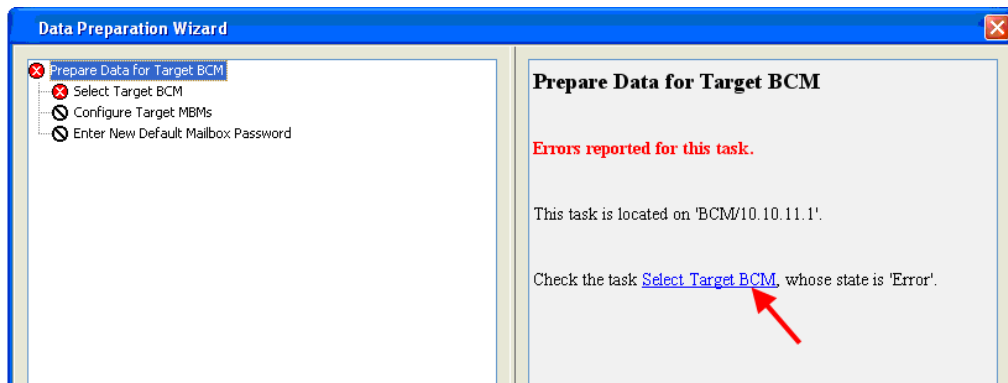 Data Preparation Wizard
Prepare Data for Target BCM
Select Target BCM
Configure Target MBMs
Enter New Default Mailbox Password
Prepare Data for Target BCM
Errors reported for this task.
This task is located on 'BCM/10.10.11.1'.
Check the task Select Target BCM, whose state is 'Error'.